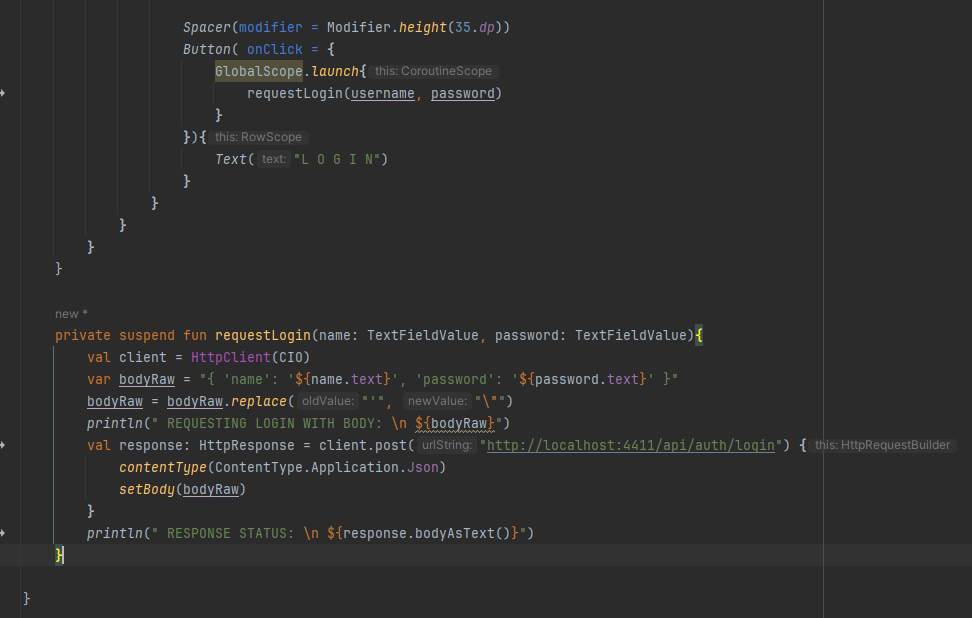 Spacer(modifier = Modifier.height(35.dp))
Button( onClick = {
GlobalScope.launch{ this: CoroutineScope
requestLogin(username, password)
}
}){ this: RowScope
Text( text: "L O G I N")
}
}
}
}
}
new *
private suspend fun requestLogin(name: TextFieldValue, password: TextFieldValue){
val client = HttpClient(CIO)
var bodyRaw = "{ 'name': '${name.text}', 'password': '${password.text}' }"
bodyRaw = bodyRaw.replace( oldValue: "'", newValue: "\"")
println(" REQUESTING LOGIN WITH BODY: \n ${bodyRaw}")
val response: HttpResponse = client.post( urlString: "http://localhost:4411/api/auth/login") { this: HttpRequestBuilder
contentType(ContentType.Application.Json)
setBody(bodyRaw)
}
println(" RESPONSE STATUS: \n ${response.bodyAsText()}")
}
}